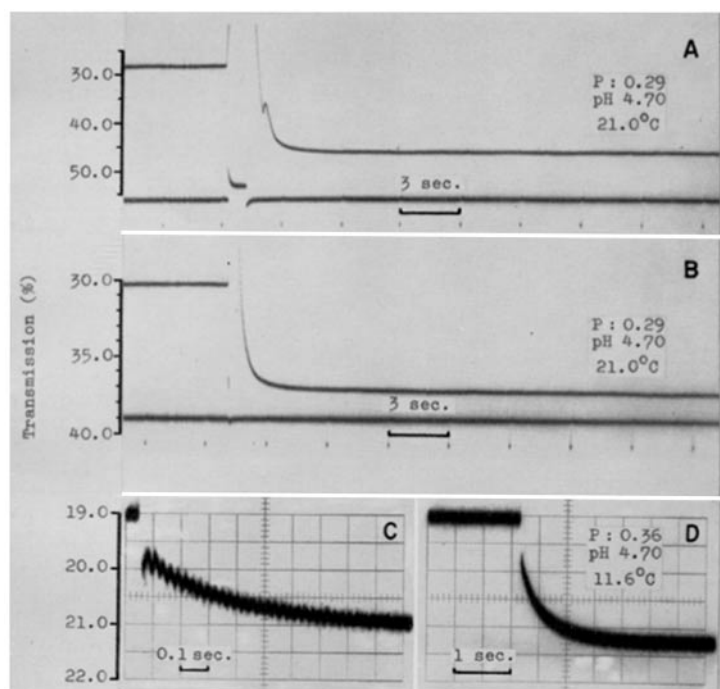 A
30.0
40.0
50.0
P: 0.29
pH 4.70
21.0°C
3 sec.
Transmission (%)
B
30.0
35.0
40.0
P: 0.29
pH 4.70
21.0°C
3 sec.
19.0
20.0
21.0
22.0
C
0.1 sec.
D
P: 0.36
pH 4.70
11.6°C
1 sec.